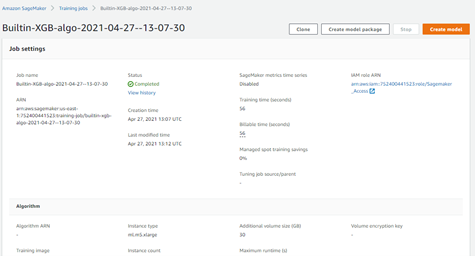 Amazon SageMaker > Training jobs > Builtin-XGB-algo-2021-04-27--13-07-30
Builtin-XGB-algo-2021-04-27--13-07-30
Clone
Create model package
Stop
Create model
Job settings
Job name
Builtin-XGB-algo-2021-04-27--13-07-30
ARN
arn:aws:sagemaker:us-east-
1:752400441523:training-job/builtin-xgb-
algo-2021-04-27--13-07-30
Status
Completed
View history
Creation time
Apr 27, 2021 13:07 UTC
Last modified time
Apr 27, 2021 13:12 UTC
SageMaker metrics time series
Disabled
Training time (seconds)
56
Billable time (seconds)
56
Managed spot training savings
0%
Tuning job source/parent
-
IAM role ARN
arn:aws:iam::752400441523:role/Sagemaker
_Access
Algorithm
Algorithm ARN
-
Training image
Instance type
ml.m5.xlarge
Instance count
Additional volume size (GB)
30
Maximum runtime (s)
Volume encryption key
-